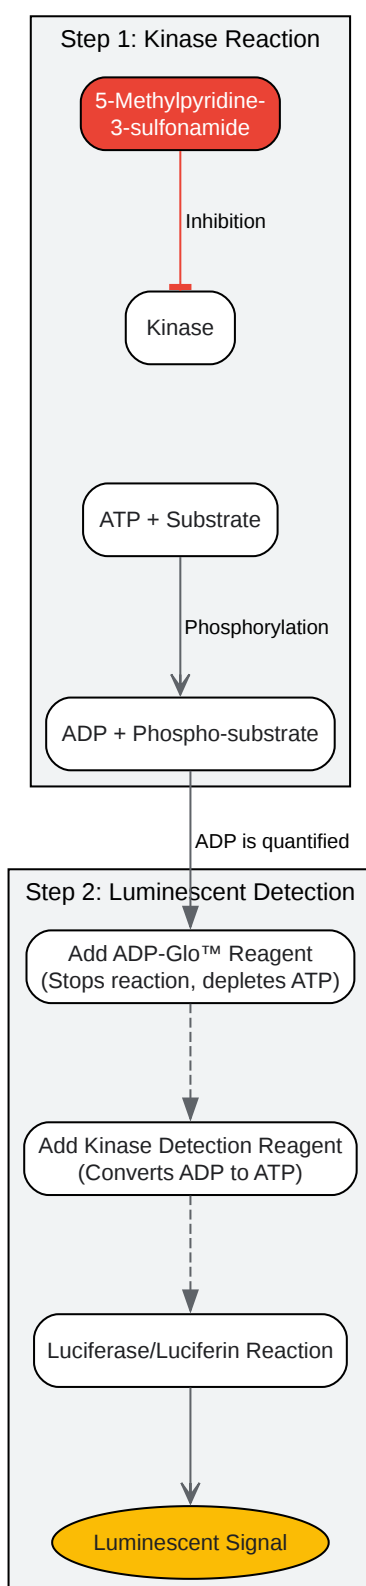 Step 1: Kinase Reaction
5-Methylpyridine-
3-sulfonamide
Inhibition
Kinase
ATP + Substrate
Phosphorylation
ADP + Phospho-substrate
ADP is quantified
Step 2: Luminescent Detection
Add ADP-Glo™ Reagent
(Stops reaction, depletes ATP)
Add Kinase Detection Reagent
(Converts ADP to ATP)
Luciferase/Luciferin Reaction
Luminescent Signal